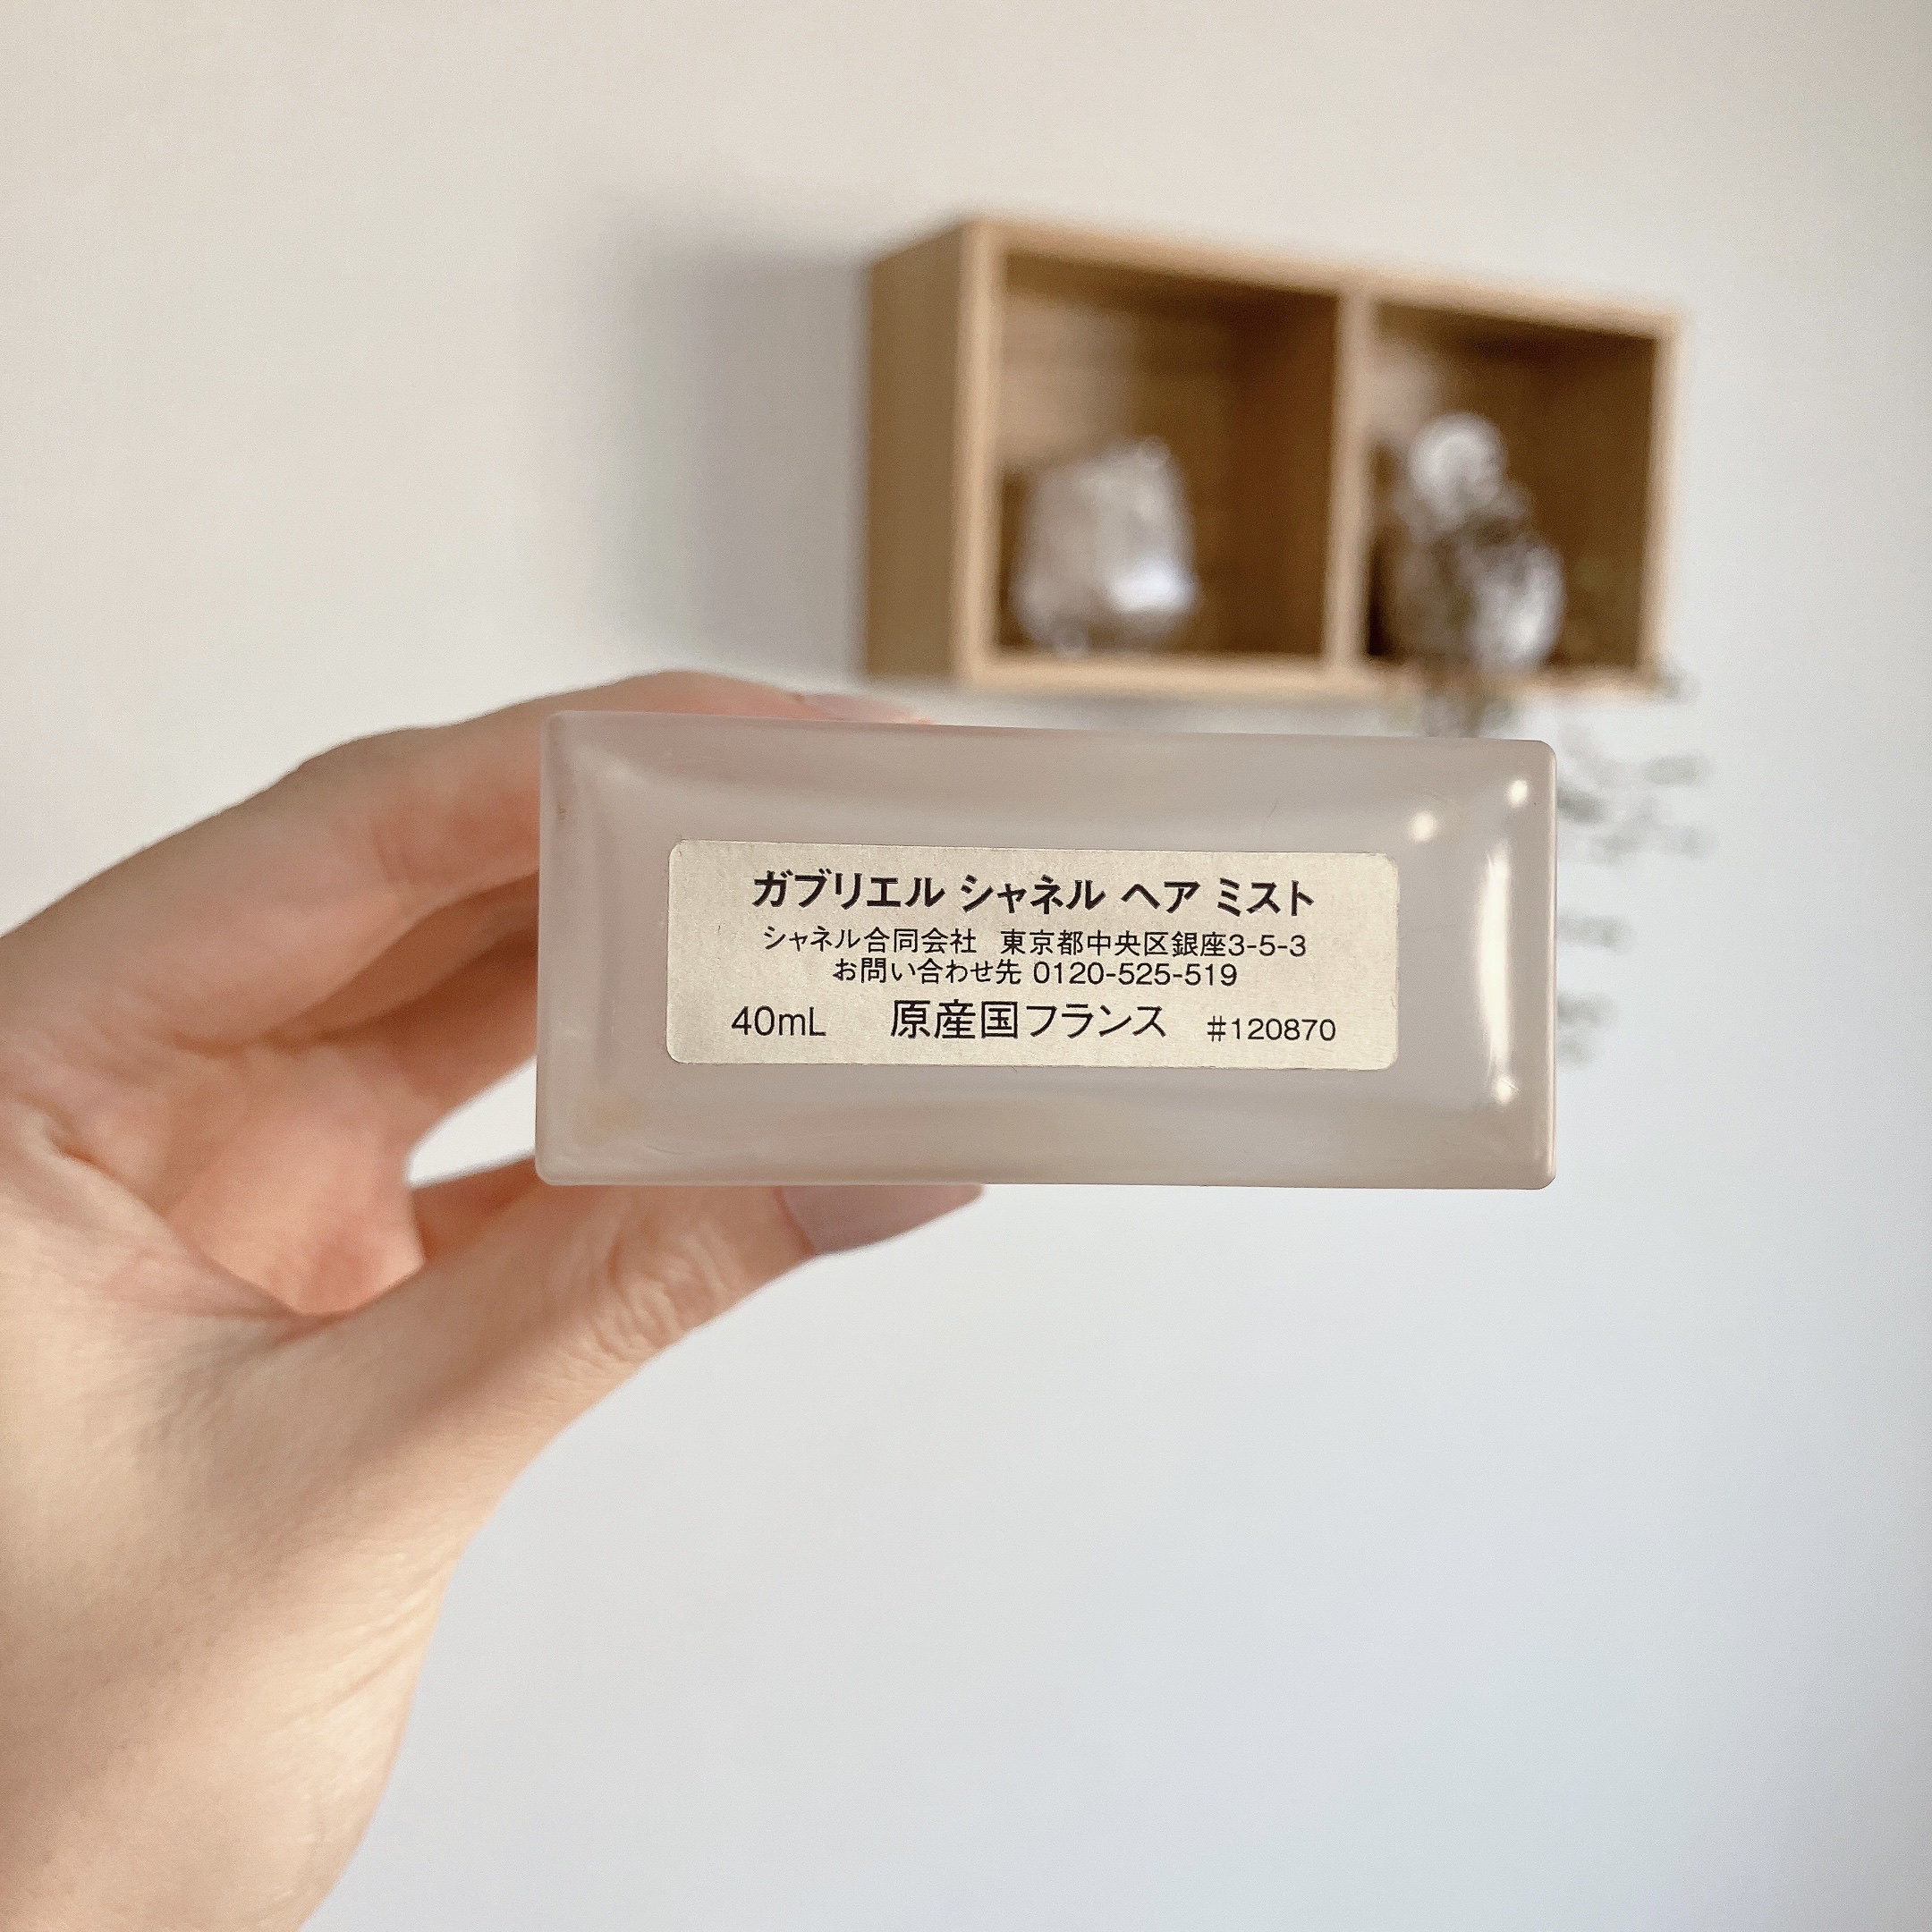 ガブリエル シャネル ヘア ミスト
シャネル合同会社 東京都中央区銀座3-5-3
お問い合わせ先 0120-525-519
40mL 原産国フランス #120870